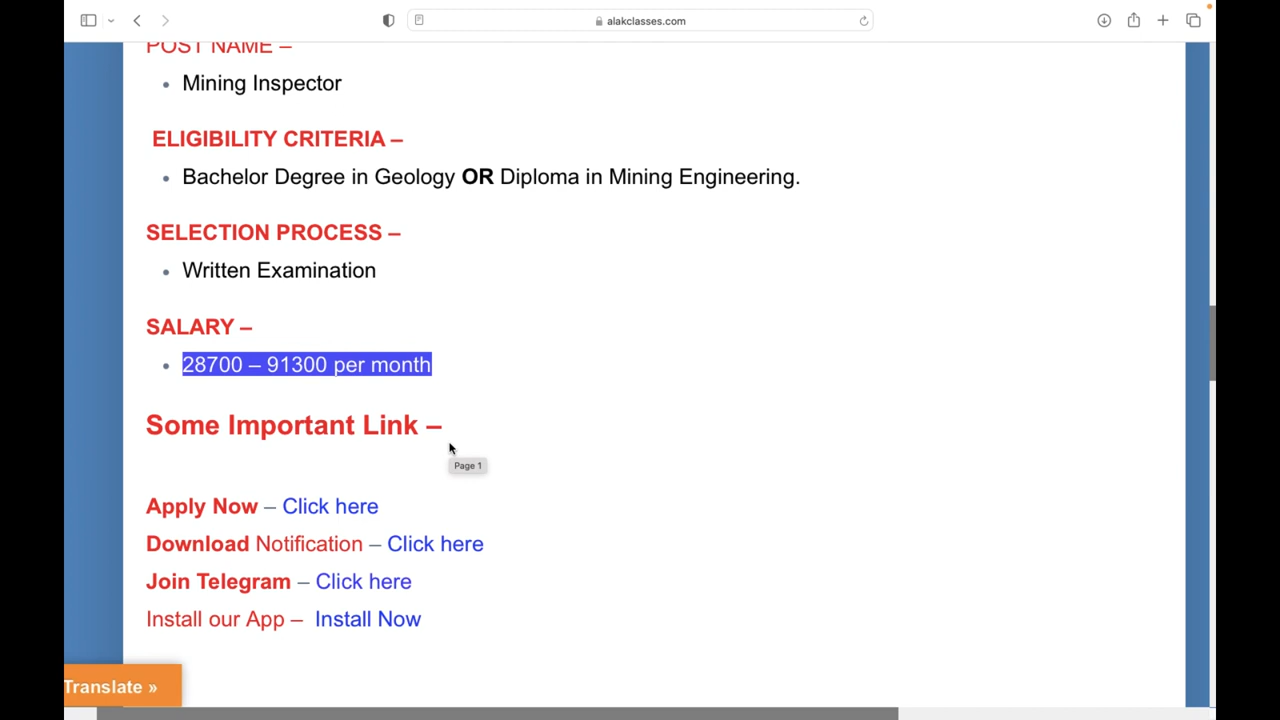 alakclasses.com
POST NAME –
Mining Inspector
ELIGIBILITY CRITERIA –
Bachelor Degree in Geology OR Diploma in Mining Engineering.
SELECTION PROCESS –
Written Examination
SALARY –
28700 – 91300 per month
Some Important Link –
Page 1
Apply Now – Click here
Download Notification – Click here
Join Telegram – Click here
Install our App – Install Now
Translate »